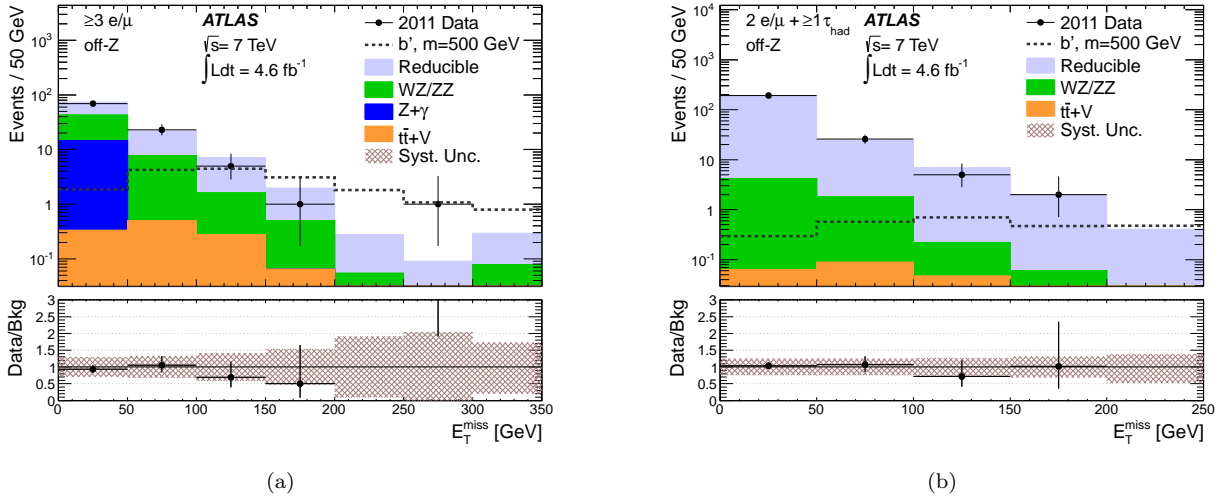 ≥3 e/μ
off-Z
ATLAS
√s= 7 TeV
∫Ldt = 4.6 fb⁻¹
2011 Data
b', m=500 GeV
Reducible
WZ/ZZ
Z+γ
tt̄+V
Syst. Unc.
Events / 50 GeV
10³
10²
10
1
10⁻¹
Data/Bkg
3
2.5
2
1.5
1
0.5
0
0 50 100 150 200 250 300 350
E_T^miss [GeV]
(a)
2 e/μ + ≥1τ_had
off-Z
ATLAS
√s= 7 TeV
∫Ldt = 4.6 fb⁻¹
2011 Data
b', m=500 GeV
Reducible
WZ/ZZ
tt̄+V
Syst. Unc.
Events / 50 GeV
10⁴
10³
10²
10
1
10⁻¹
Data/Bkg
3
2.5
2
1.5
1
0.5
0
0 50 100 150 200 250
E_T^miss [GeV]
(b)